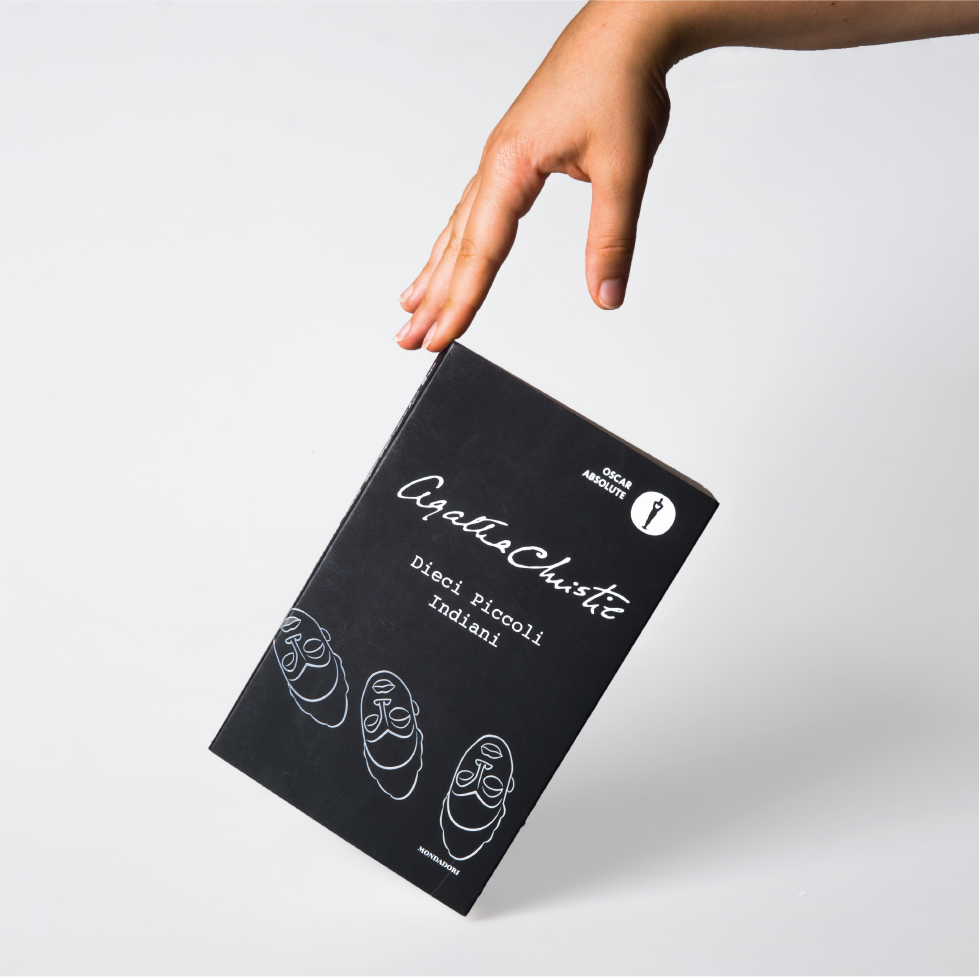 OSCAR
ABSOLUTE
Agatha Christie
Dieci Piccoli
Indiani
MONDADORI